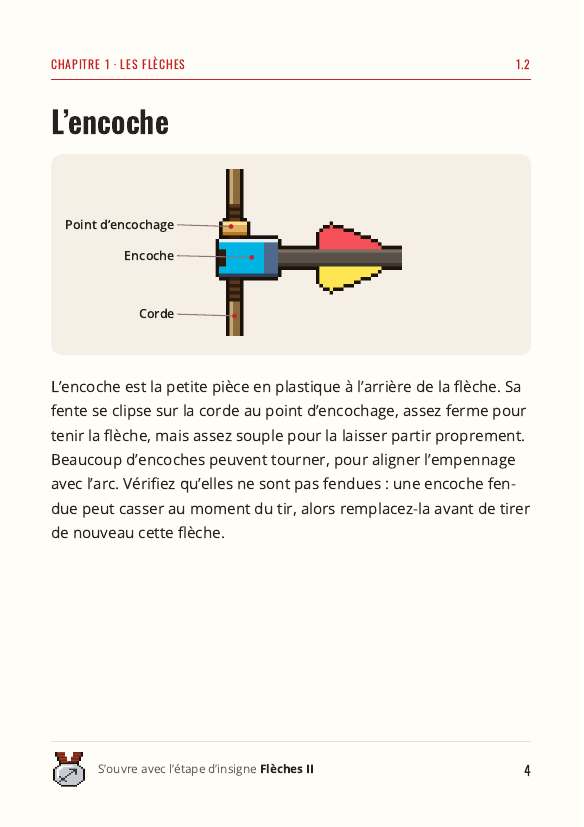 CHAPITRE 1 · LES FLÈCHES 1.2
L’encoche
Point d’encochage
Encoche
Corde
L’encoche est la petite pièce en plastique à l’arrière de la flèche. Sa
fente se clipse sur la corde au point d’encochage, assez ferme pour
tenir la flèche, mais assez souple pour la laisser partir proprement.
Beaucoup d’encoches peuvent tourner, pour aligner l’empennage
avec l’arc. Vérifiez qu’elles ne sont pas fendues : une encoche fen-
due peut casser au moment du tir, alors remplacez-la avant de tirer
de nouveau cette flèche.
S’ouvre avec l’étape d’insigne Flèches II 4